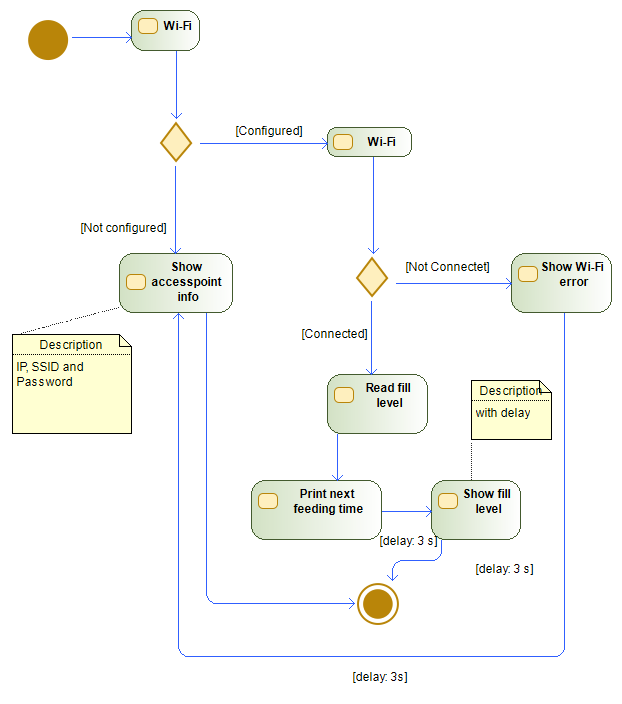 Wi-Fi
[Configured]
Wi-Fi
[Not configured]
Show
accesspoint
info
[Not Connectet]
Show Wi-Fi
error
[Connected]
Description
IP, SSID and
Password
Read fill
level
Description
with delay
Print next
feeding time
Show fill
level
[delay: 3 s]
[delay: 3 s]
[delay: 3s]